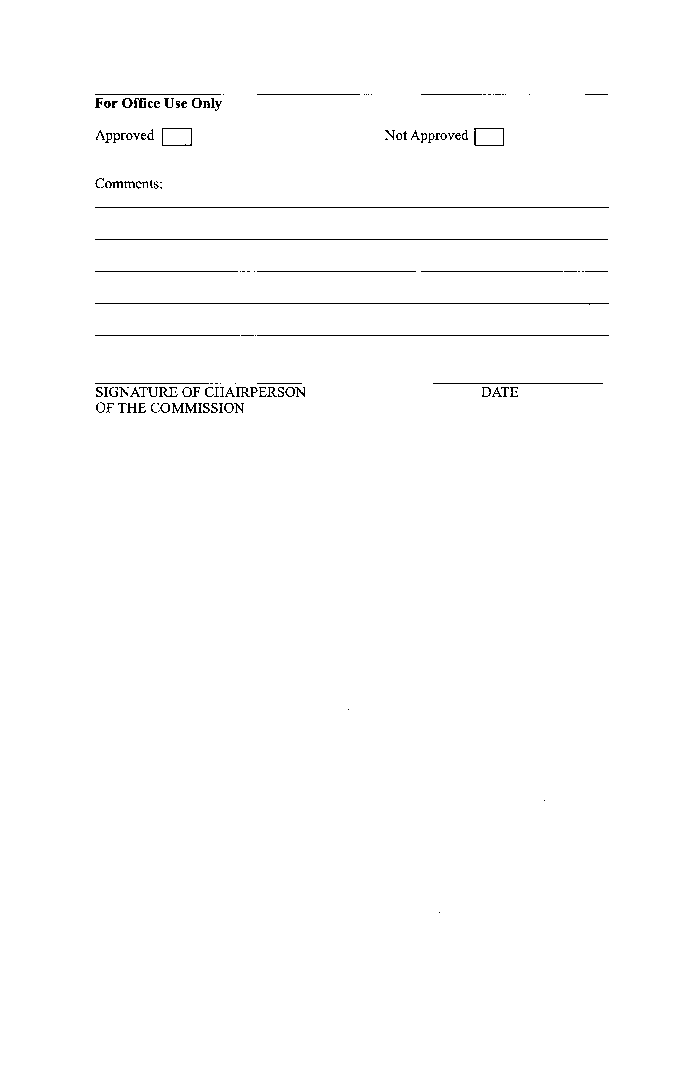 For Office Use Only
Approved
Not Approved
Comments:
SIGNATURE OF CHAIRPERSON
DATE
OF THE COMMISSION